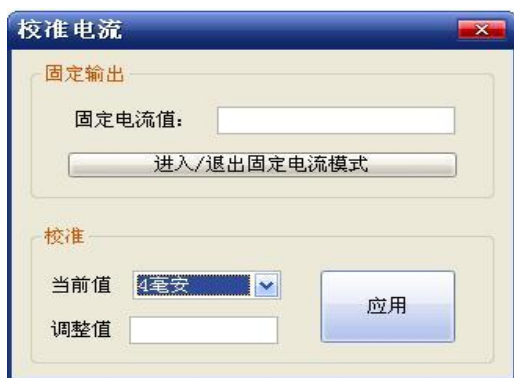 校准电流
固定输出
固定电流值：
进入/退出固定电流模式
校准
当前值 4毫安
应用
调整值